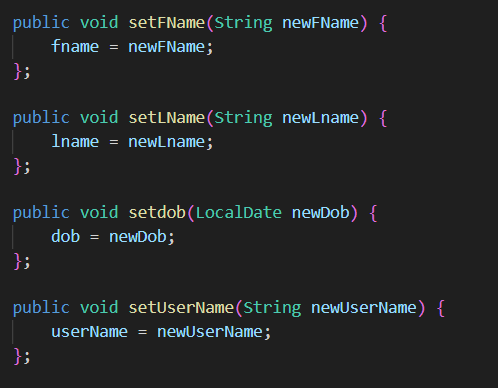 public void setFName(String newFName) {
    fname = newFName;
};

public void setLName(String newLname) {
    lname = newLname;
};

public void setdob(LocalDate newDob) {
    dob = newDob;
};

public void setUserName(String newUserName) {
    userName = newUserName;
};